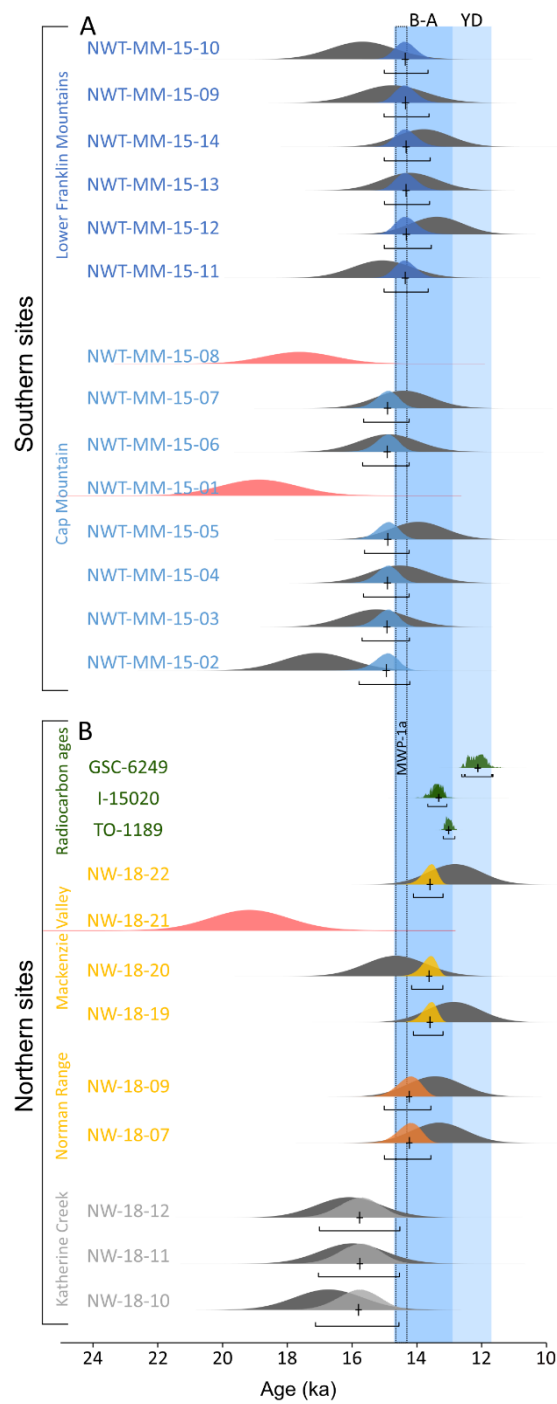 A
B-A
YD
Southern sites
Lower Franklin Mountains
NWT-MM-15-10
NWT-MM-15-09
NWT-MM-15-14
NWT-MM-15-13
NWT-MM-15-12
NWT-MM-15-11
Cap Mountain
NWT-MM-15-08
NWT-MM-15-07
NWT-MM-15-06
NWT-MM-15-01
NWT-MM-15-05
NWT-MM-15-04
NWT-MM-15-03
NWT-MM-15-02
B
MWP-1a
Northern sites
Radiocarbon ages
GSC-6249
I-15020
TO-1189
Mackenzie Valley
NW-18-22
NW-18-21
NW-18-20
NW-18-19
Norman Range
NW-18-09
NW-18-07
Katherine Creek
NW-18-12
NW-18-11
NW-18-10
24 22 20 18 16 14 12 10
Age (ka)